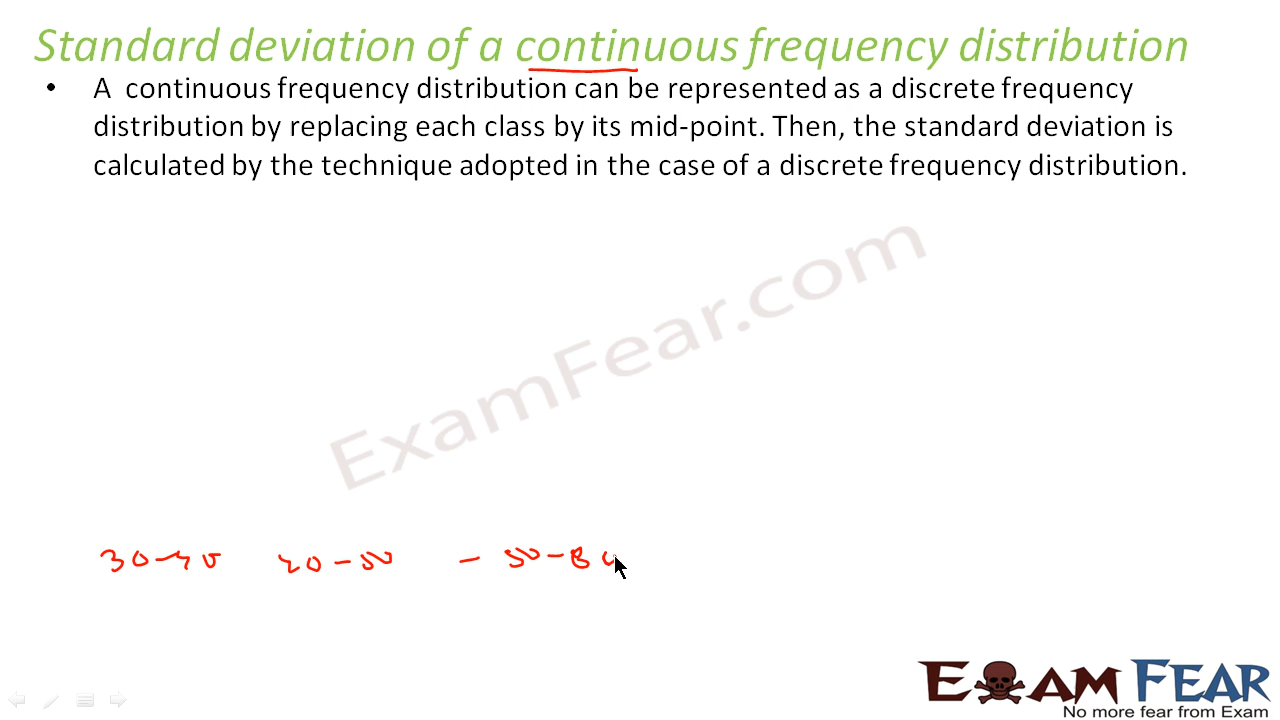 Standard deviation of a continuous frequency distribution
• A continuous frequency distribution can be represented as a discrete frequency
distribution by replacing each class by its mid-point. Then, the standard deviation is
calculated by the technique adopted in the case of a discrete frequency distribution.
ExamFear.com
30-40 40-50 - 50-
EXAM FEAR
No more fear from Exam